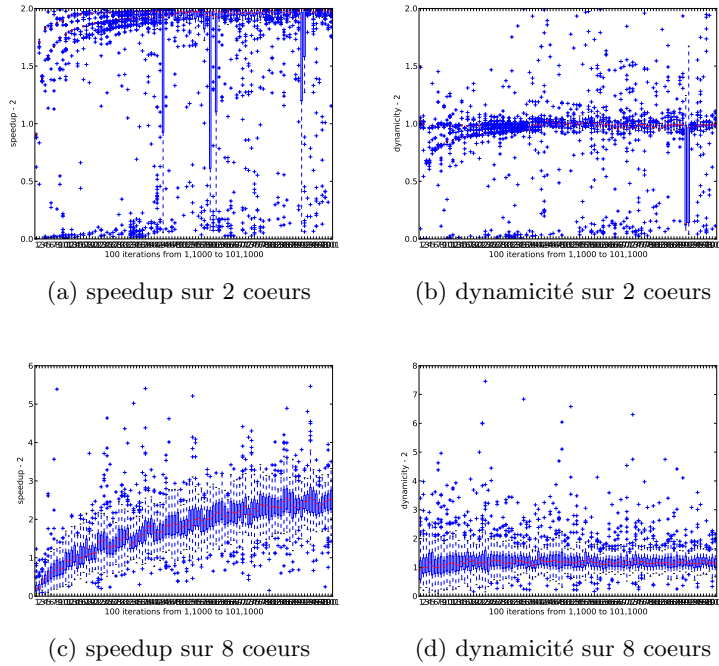 2.0
1.5
1.0
0.5
0.0
speedup - 2
100 iterations from 1,1000 to 101,1000
(a) speedup sur 2 coeurs
2.0
1.5
1.0
0.5
0.0
dynamicity - 2
100 iterations from 1,1000 to 101,1000
(b) dynamicité sur 2 coeurs
6
5
4
3
2
1
0
speedup - 2
100 iterations from 1,1000 to 101,1000
(c) speedup sur 8 coeurs
8
7
6
5
4
3
2
1
0
dynamicity - 2
100 iterations from 1,1000 to 101,1000
(d) dynamicité sur 8 coeurs